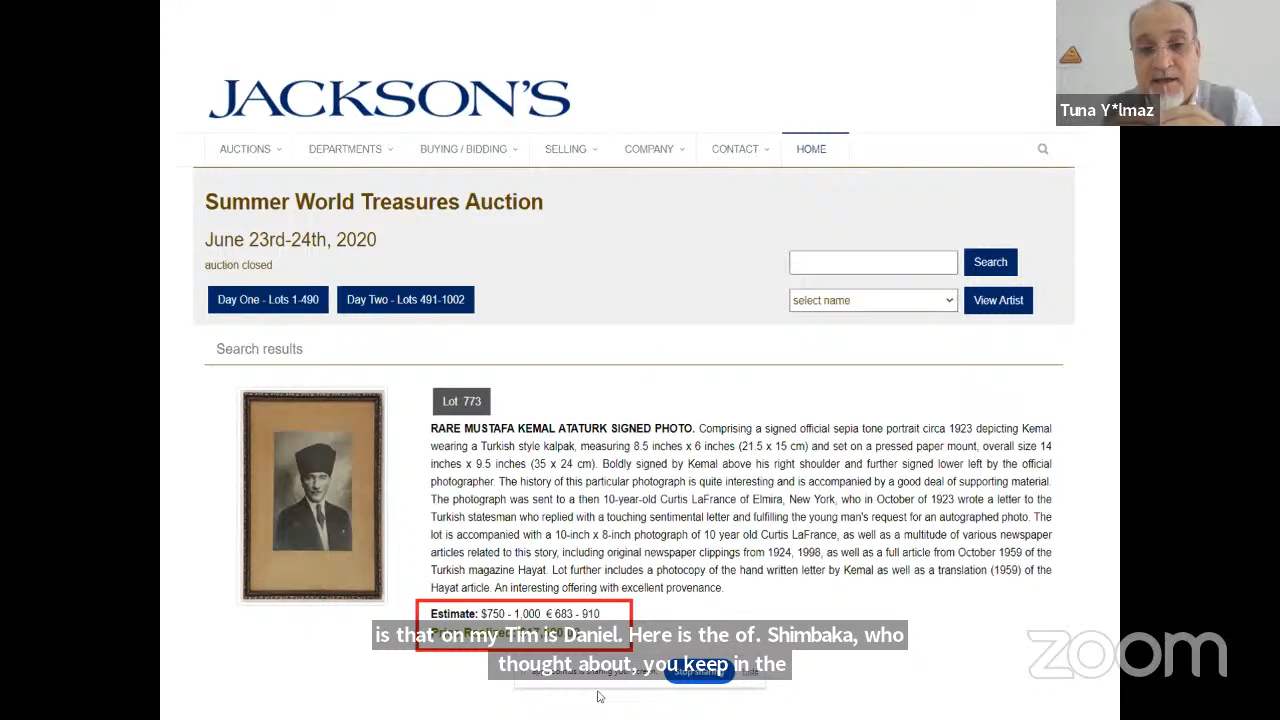 JACKSON'S
Tuna Y*lmaz
AUCTIONS DEPARTMENTS BUYING / BIDDING SELLING COMPANY CONTACT HOME
Summer World Treasures Auction
June 23rd-24th, 2020
auction closed
Search
Day One - Lots 1-490 Day Two - Lots 491-1002
select name View Artist
Search results
Lot 773
RARE MUSTAFA KEMAL ATATURK SIGNED PHOTO. Comprising a signed official sepia tone portrait circa 1923 depicting Kemal
wearing a Turkish style kalpak, measuring 8.5 inches x 6 inches (21.5 x 15 cm) and set on a pressed paper mount, overall size 14
inches x 9.5 inches (35 x 24 cm). Boldly signed by Kemal above his right shoulder and further signed lower left by the official
photographer. The history of this particular photograph is quite interesting and is accompanied by a good deal of supporting material.
The photograph was sent to a then 10-year-old Curtis LaFrance of Elmira, New York, who in October of 1923 wrote a letter to the
Turkish statesman who replied with a touching sentimental letter and fulfilling the young man's request for an autographed photo. The
lot is accompanied with a 10-inch x 8-inch photograph of 10 year old Curtis LaFrance, as well as a multitude of various newspaper
articles related to this story, including original newspaper clippings from 1924, 1998, as well as a full article from October 1959 of the
Turkish magazine Hayat. Lot further includes a photocopy of the hand written letter by Kemal as well as a translation (1959) of the
Hayat article. An interesting offering with excellent provenance.
Estimate: $750 - 1,000 € 683 - 910
is that on my Tim is Daniel. Here is the of. Shimbaka, who
thought about, you keep in the
Stop sharing
zoom